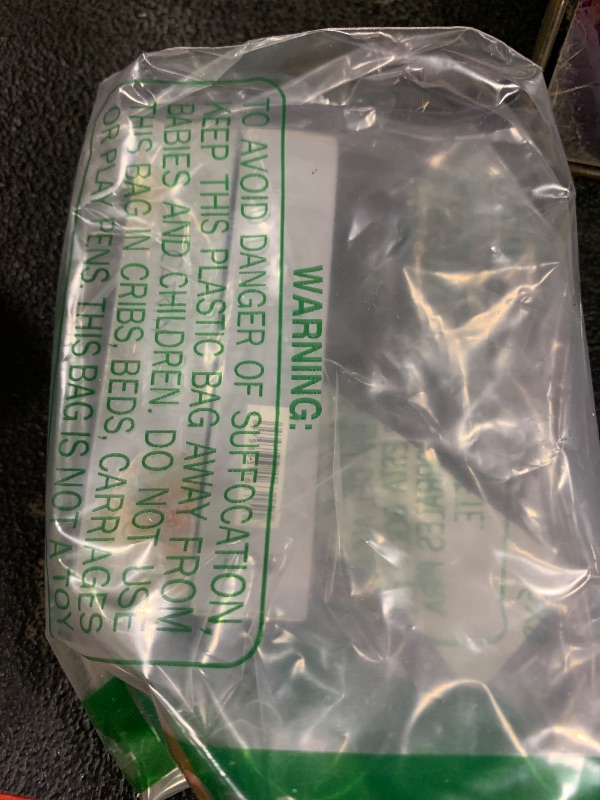 WARNING:
TO AVOID DANGER OF SUFFOCATION,
KEEP THIS PLASTIC BAG AWAY FROM
BABIES AND CHILDREN. DO NOT USE
THIS BAG IN CRIBS, BEDS, CARRIAGES
OR PLAY PENS. THIS BAG IS NOT A TOY.